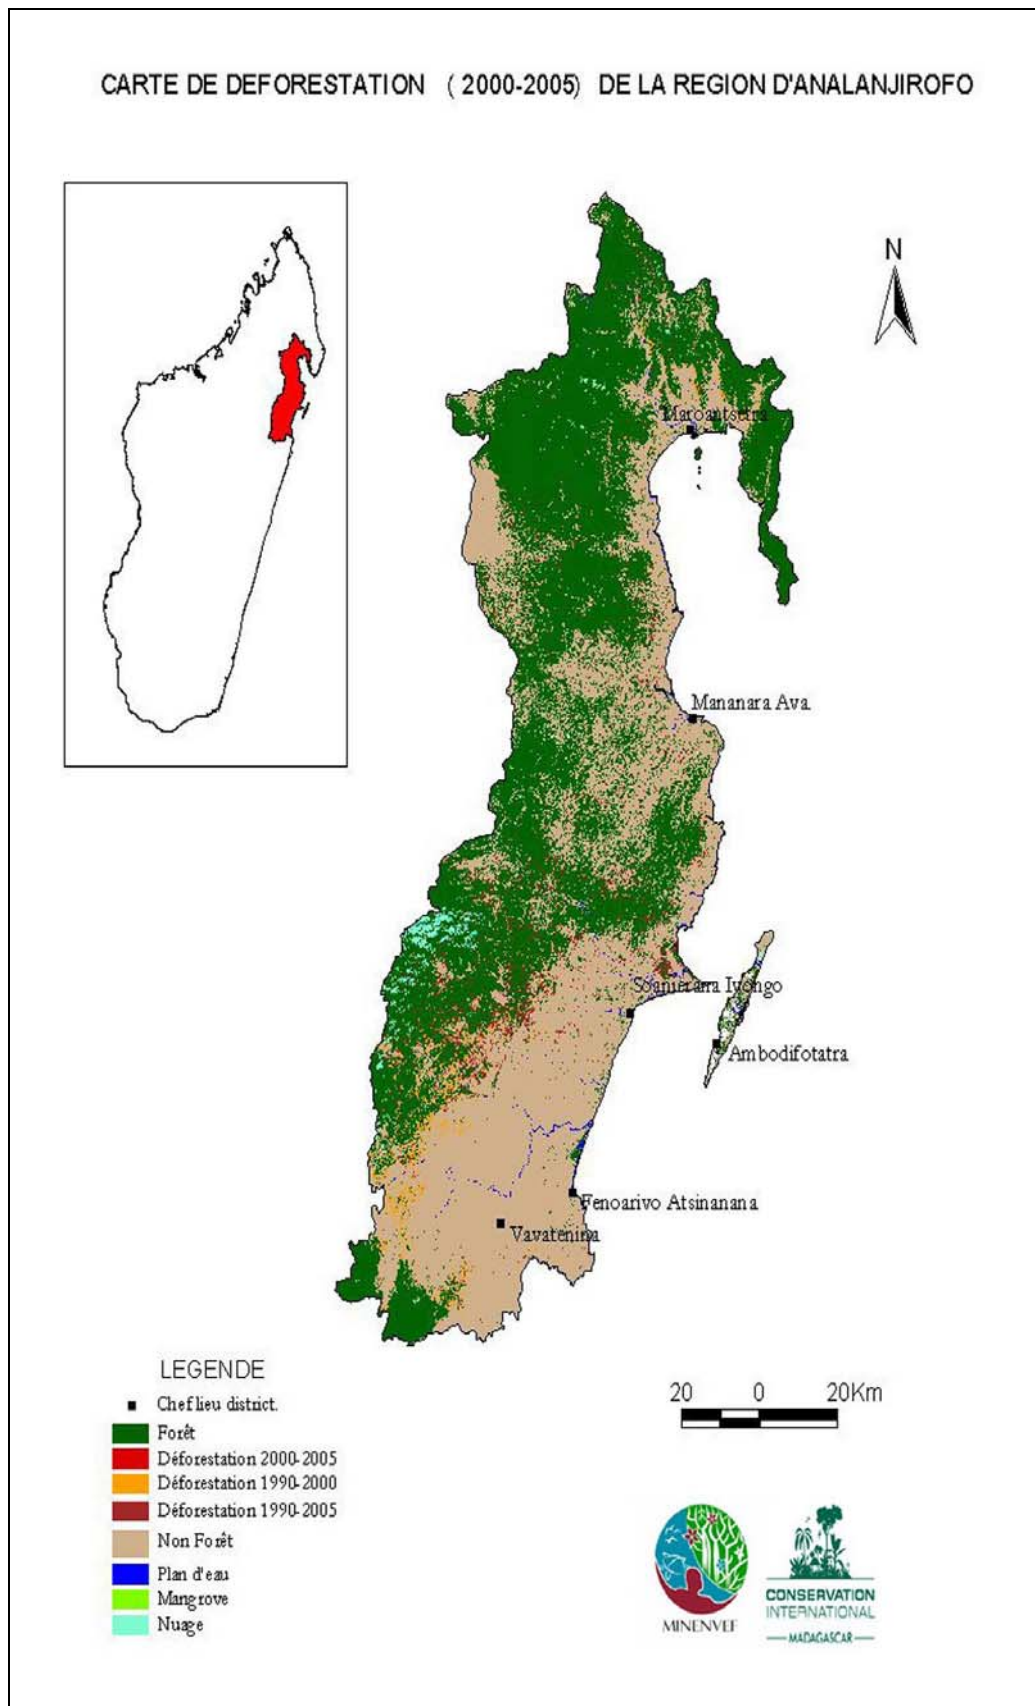 CARTE DE DEFORESTATION ( 2000-2005) DE LA REGION D'ANALANJIROFO
N
Maroantsetra
Mananara Ava.
Soanierana Ivongo
Ambodifotatra
Fenoarivo Atsinanana
Vavatenina
LEGENDE
Chef lieu district.
Forêt
Déforestation 2000-2005
Déforestation 1990-2000
Déforestation 1990-2005
Non Forêt
Plan d'eau
Mangrove
Nuage
20 0 20Km
MINENVEF
CONSERVATION
INTERNATIONAL
MADAGASCAR